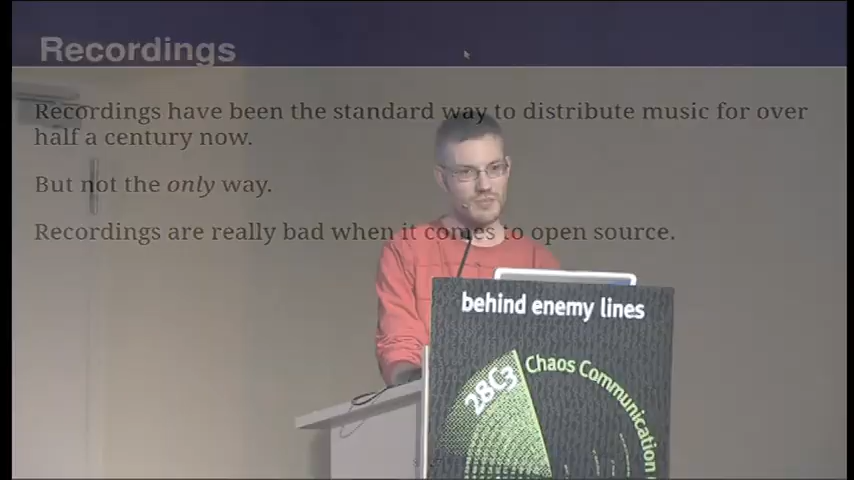 Recordings
Recordings have been the standard way to distribute music for over
half a century now.
But not the only way.
Recordings are really bad when it comes to open source.
behind enemy lines
28C3
Chaos Communication